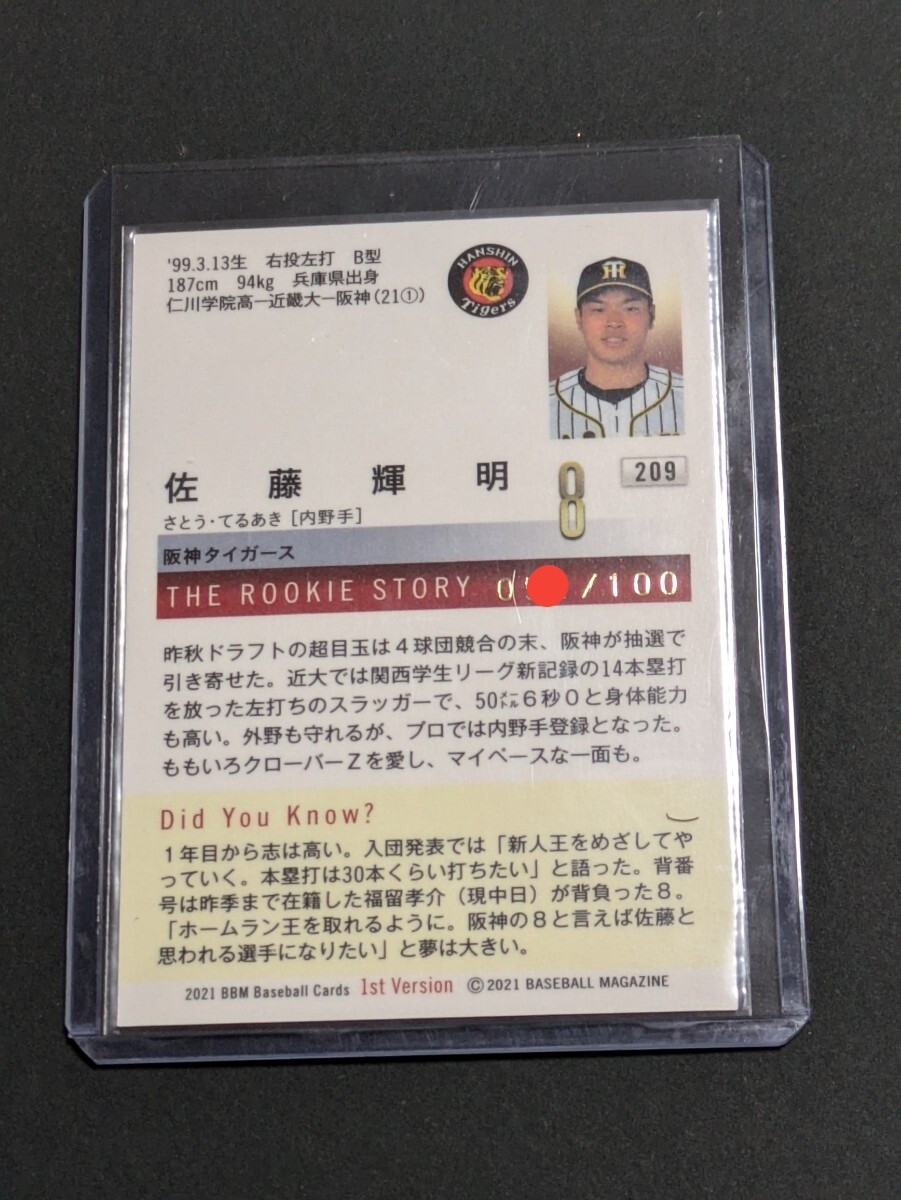 '99.3.13生 右投左打 B型
187cm 94kg 兵庫県出身
仁川学院高ー近畿大ー阪神(21①)
HANSHIN
Tigers
佐藤輝明
8
209
さとう・てるあき [内野手]
阪神タイガース
THE ROOKIE STORY /100
昨秋ドラフトの超目玉は4球団競合の末、阪神が抽選で
引き寄せた。近大では関西学生リーグ新記録の14本塁打
を放った左打ちのスラッガーで、50㍍6秒0と身体能力
も高い。外野も守れるが、プロでは内野手登録となった。
ももいろクローバーZを愛し、マイペースな一面も。
Did You Know?
1年目から志は高い。入団発表では「新人王をめざしてや
っていく。本塁打は30本くらい打ちたい」と語った。背番
号は昨季まで在籍した福留孝介（現中日）が背負った8。
「ホームラン王を取れるように。阪神の8と言えば佐藤と
思われる選手になりたい」と夢は大きい。
2021 BBM Baseball Cards 1st Version ©2021 BASEBALL MAGAZINE